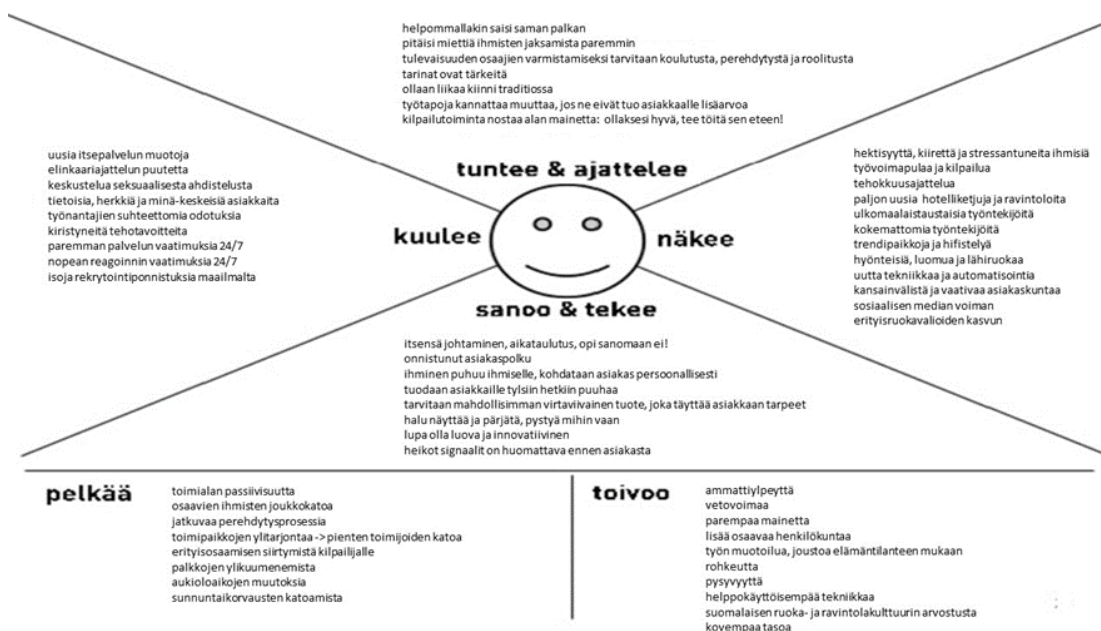 helpommallakin saisi saman palkan
pitäisi miettiä ihmisten jaksamista paremmin
tulevaisuuden osaajien varmistamiseksi tarvitaan koulutusta, perehdytystä ja roolitusta
tarinat ovat tärkeitä
ollaan liikaa kiinni traditiossa
työtapoja kannattaa muuttaa, jos ne eivät tuo asiakkaalle lisäarvoa
kilpailutoiminta nostaa alan mainetta: ollaksesi hyvä, tee töitä sen eteen!
tuntee & ajattelee
uusia itsepalvelun muotoja
elinkaariajattelun puutetta
keskustelua seksuaalisesta ahdistelusta
tietoisia, herkkiä ja minä-keskeisiä asiakkaita
työnantajien suhteettomia odotuksia
kiristyneitä tehotavoitteita
paremman palvelun vaatimuksia 24/7
nopean reagoinnin vaatimuksia 24/7
isoja rekrytointiponnistuksia maailmalta
kuulee
näkee
hektisyyttä, kiirettä ja stressantuneita ihmisiä
työvoimapulaa ja kilpailua
tehokkuusajattelua
paljon uusia hotelliketjuja ja ravintoloita
ulkomaalaistaustaisia työntekijöitä
kokemattomia työntekijöitä
trendipaikkoja ja hifistelyä
hyönteisiä, luomua ja lähiruokaa
uutta tekniikkaa ja automatisointia
kansainvälistä ja vaativaa asiakaskuntaa
sosiaalisen median voiman
erityisruokavalioiden kasvun
sanoo & tekee
itsensä johtaminen, aikataulutus, opi sanomaan ei!
onnistunut asiakaspolku
ihminen puhuu ihmiselle, kohdataan asiakas persoonallisesti
tuodaan asiakkaille tylsiin hetkiin puuhaa
tarvitaan mahdollisimman virtaviivainen tuote, joka täyttää asiakkaan tarpeet
halu näyttää ja pärjätä, pystyä mihin vaan
lupa olla luova ja innovatiivinen
heikot signaalit on huomattava ennen asiakasta
pelkää
toimialan passiivisuutta
osaavien ihmisten joukkokatoa
jatkuvaa perehdytysprosessia
toimipaikkojen ylitarjontaa -> pienten toimijoiden katoa
erityisosaamisen siirtymistä kilpailijalle
palkkojen ylikuumenemista
aukioloaikojen muutoksia
sunnuntaikorvausten katoamista
toivoo
ammattiylpeyttä
vetovoimaa
parempaa mainetta
lisää osaavaa henkilökuntaa
työn muotoilua, joustoa elämäntilanteen mukaan
rohkeutta
pysyvyyttä
helppokäyttöisempää tekniikkaa
suomalaisen ruoka- ja ravintolakulttuurin arvostusta
kovempaa tasoa